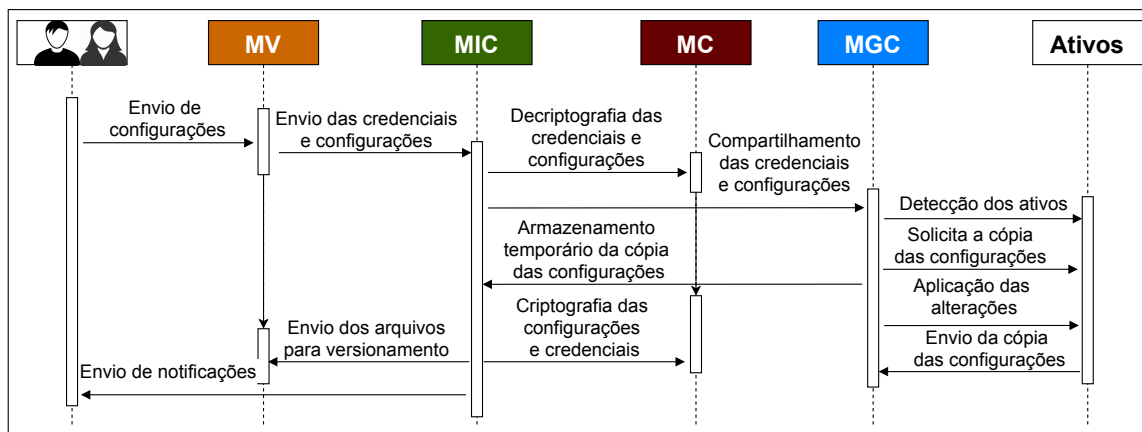 MV
MIC
MC
MGC
Ativos
Envio de
configurações
Envio das credenciais
e configurações
Decriptografia das
credenciais e
configurações
Compartilhamento
das credenciais
e configurações
Detecção dos ativos
Solicita a cópia
das configurações
Armazenamento
temporário da cópia
das configurações
Aplicação das
alterações
Criptografia das
configurações
e credenciais
Envio dos arquivos
para versionamento
Envio da cópia
das configurações
Envio de notificações